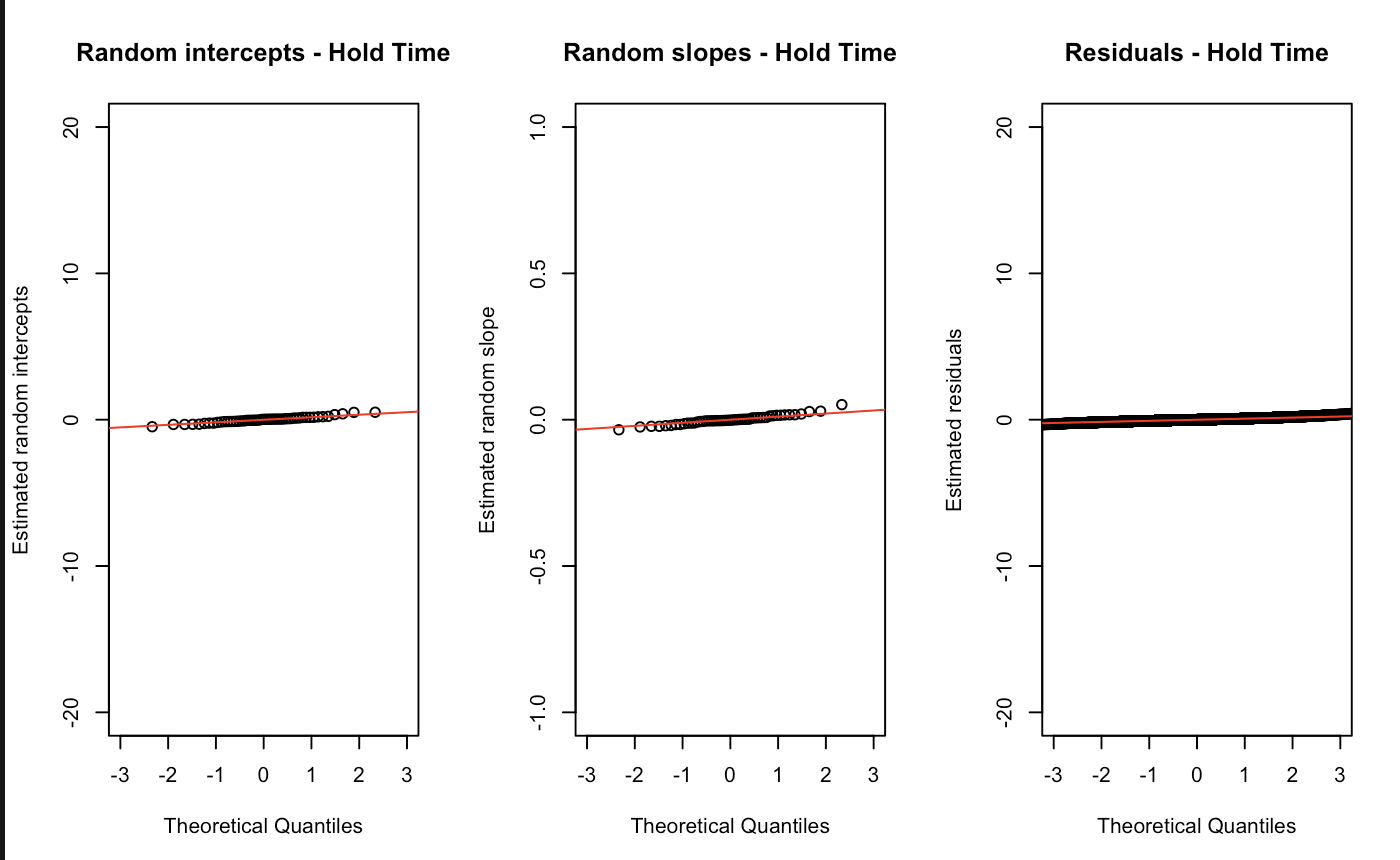 Random intercepts - Hold Time
Estimated random intercepts
20
10
0
-10
-20
-3 -2 -1 0 1 2 3
Theoretical Quantiles
Random slopes - Hold Time
Estimated random slope
1.0
0.5
0.0
-0.5
-1.0
-3 -2 -1 0 1 2 3
Theoretical Quantiles
Residuals - Hold Time
Estimated residuals
20
10
0
-10
-20
-3 -2 -1 0 1 2 3
Theoretical Quantiles